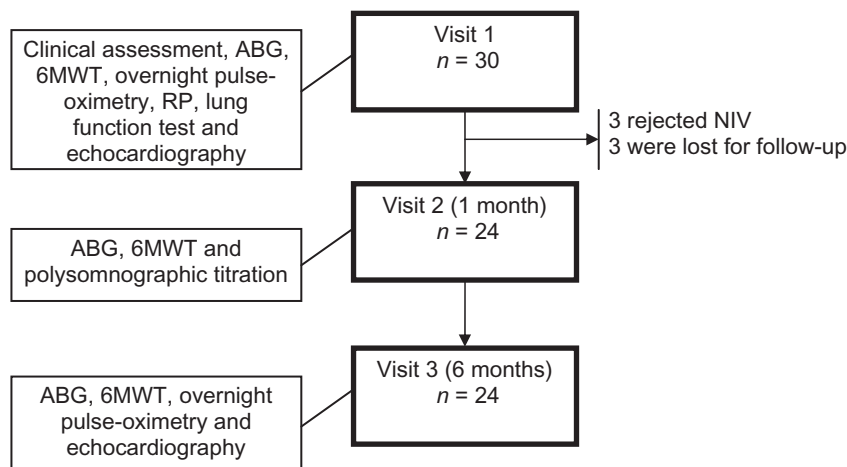 Clinical assessment, ABG,
6MWT, overnight pulse-
oximetry, RP, lung
function test and
echocardiography
Visit 1
n = 30
3 rejected NIV
3 were lost for follow-up
Visit 2 (1 month)
n = 24
ABG, 6MWT and
polysomnographic titration
Visit 3 (6 months)
n = 24
ABG, 6MWT, overnight
pulse-oximetry and
echocardiography